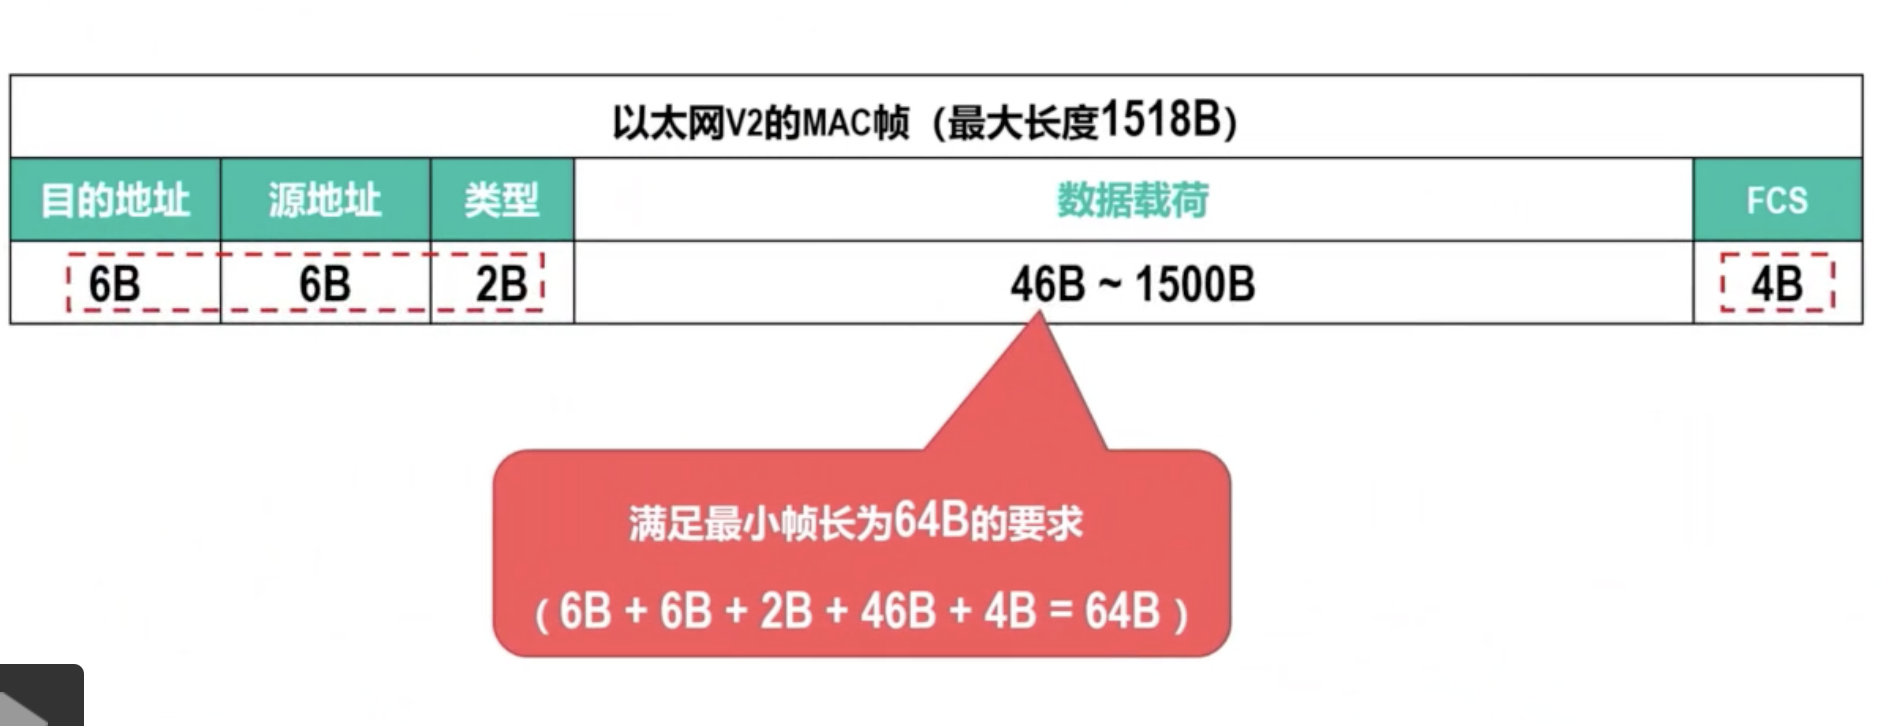 以太网V2的MAC帧（最大长度1518B）
目的地址 源地址 类型 数据载荷 FCS
6B 6B 2B 46B ~ 1500B 4B
满足最小帧长为64B的要求
（6B + 6B + 2B + 46B + 4B = 64B）